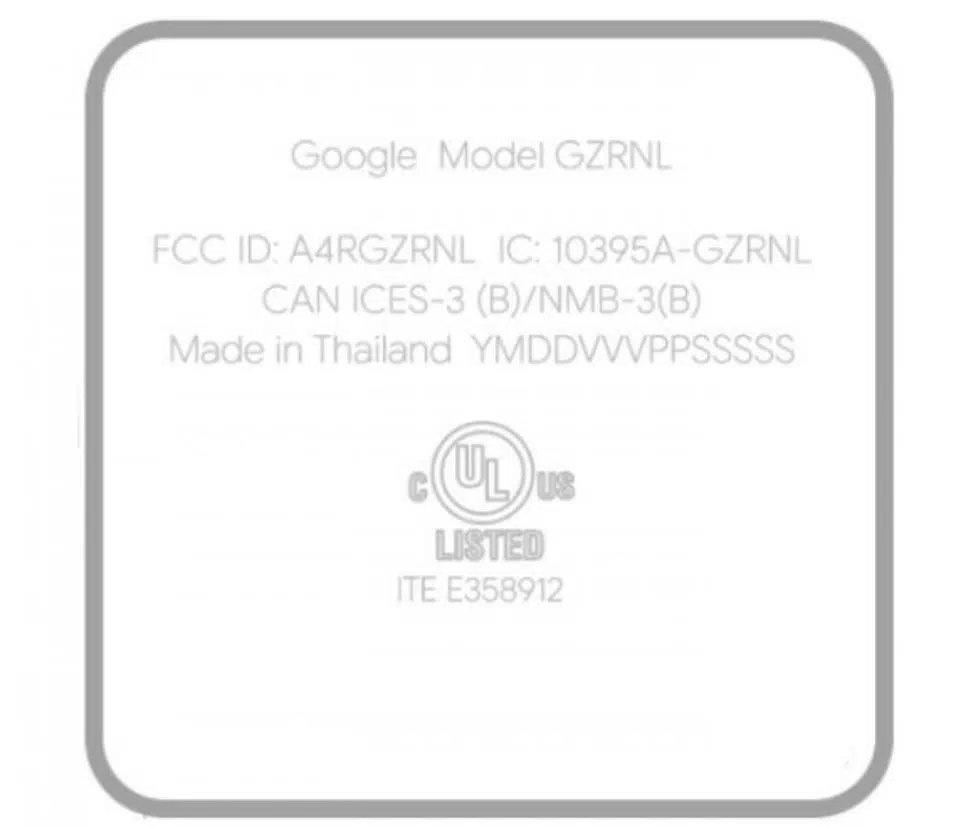 Google Model GZRNL
FCC ID: A4RGZRNL IC: 10395A-GZRNL
CAN ICES-3 (B)/NMB-3(B)
Made in Thailand YMDDVVVPPSSSSS
C UL US
LISTED
ITE E358912